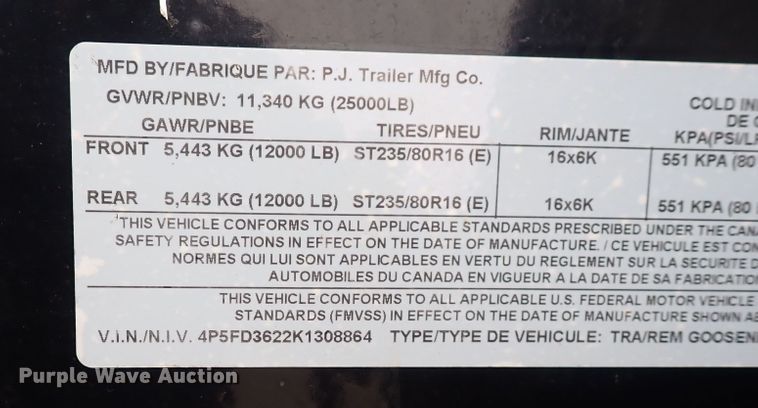 MFD BY/FABRIQUE PAR: P.J. Trailer Mfg Co.
GVWR/PNBV: 11,340 KG (25000LB)
COLD
DE
GAWR/PNBE TIRES/PNEU RIM/JANTE KPA(PSI/
FRONT 5,443 KG (12000 LB) ST235/80R16 (E) 16x6K 551 KPA (80
REAR 5,443 KG (12000 LB) ST235/80R16 (E) 16x6K 551 KPA (80
THIS VEHICLE CONFORMS TO ALL APPLICABLE STANDARDS PRESCRIBED UNDER THE
SAFETY REGULATIONS IN EFFECT ON THE DATE OF MANUFACTURE. / CE VEHICULE EST
NORMES QUI LUI SONT APPLICABLES EN VERTU DU REGLEMENT SUR LA SECURITE
AUTOMOBILES DU CANADA EN VIGUEUR A LA DATE DE SA FABRICATION
THIS VEHICLE CONFORMS TO ALL APPLICABLE U.S. FEDERAL MOTOR VEHICLE
STANDARDS (FMVSS) IN EFFECT ON THE DATE OF MANUFACTURE SHOWN
V.I.N./N.I.V. 4P5FD3622K1308864 TYPE/TYPE DE VEHICULE: TRA/REM
Purple Wave Auction